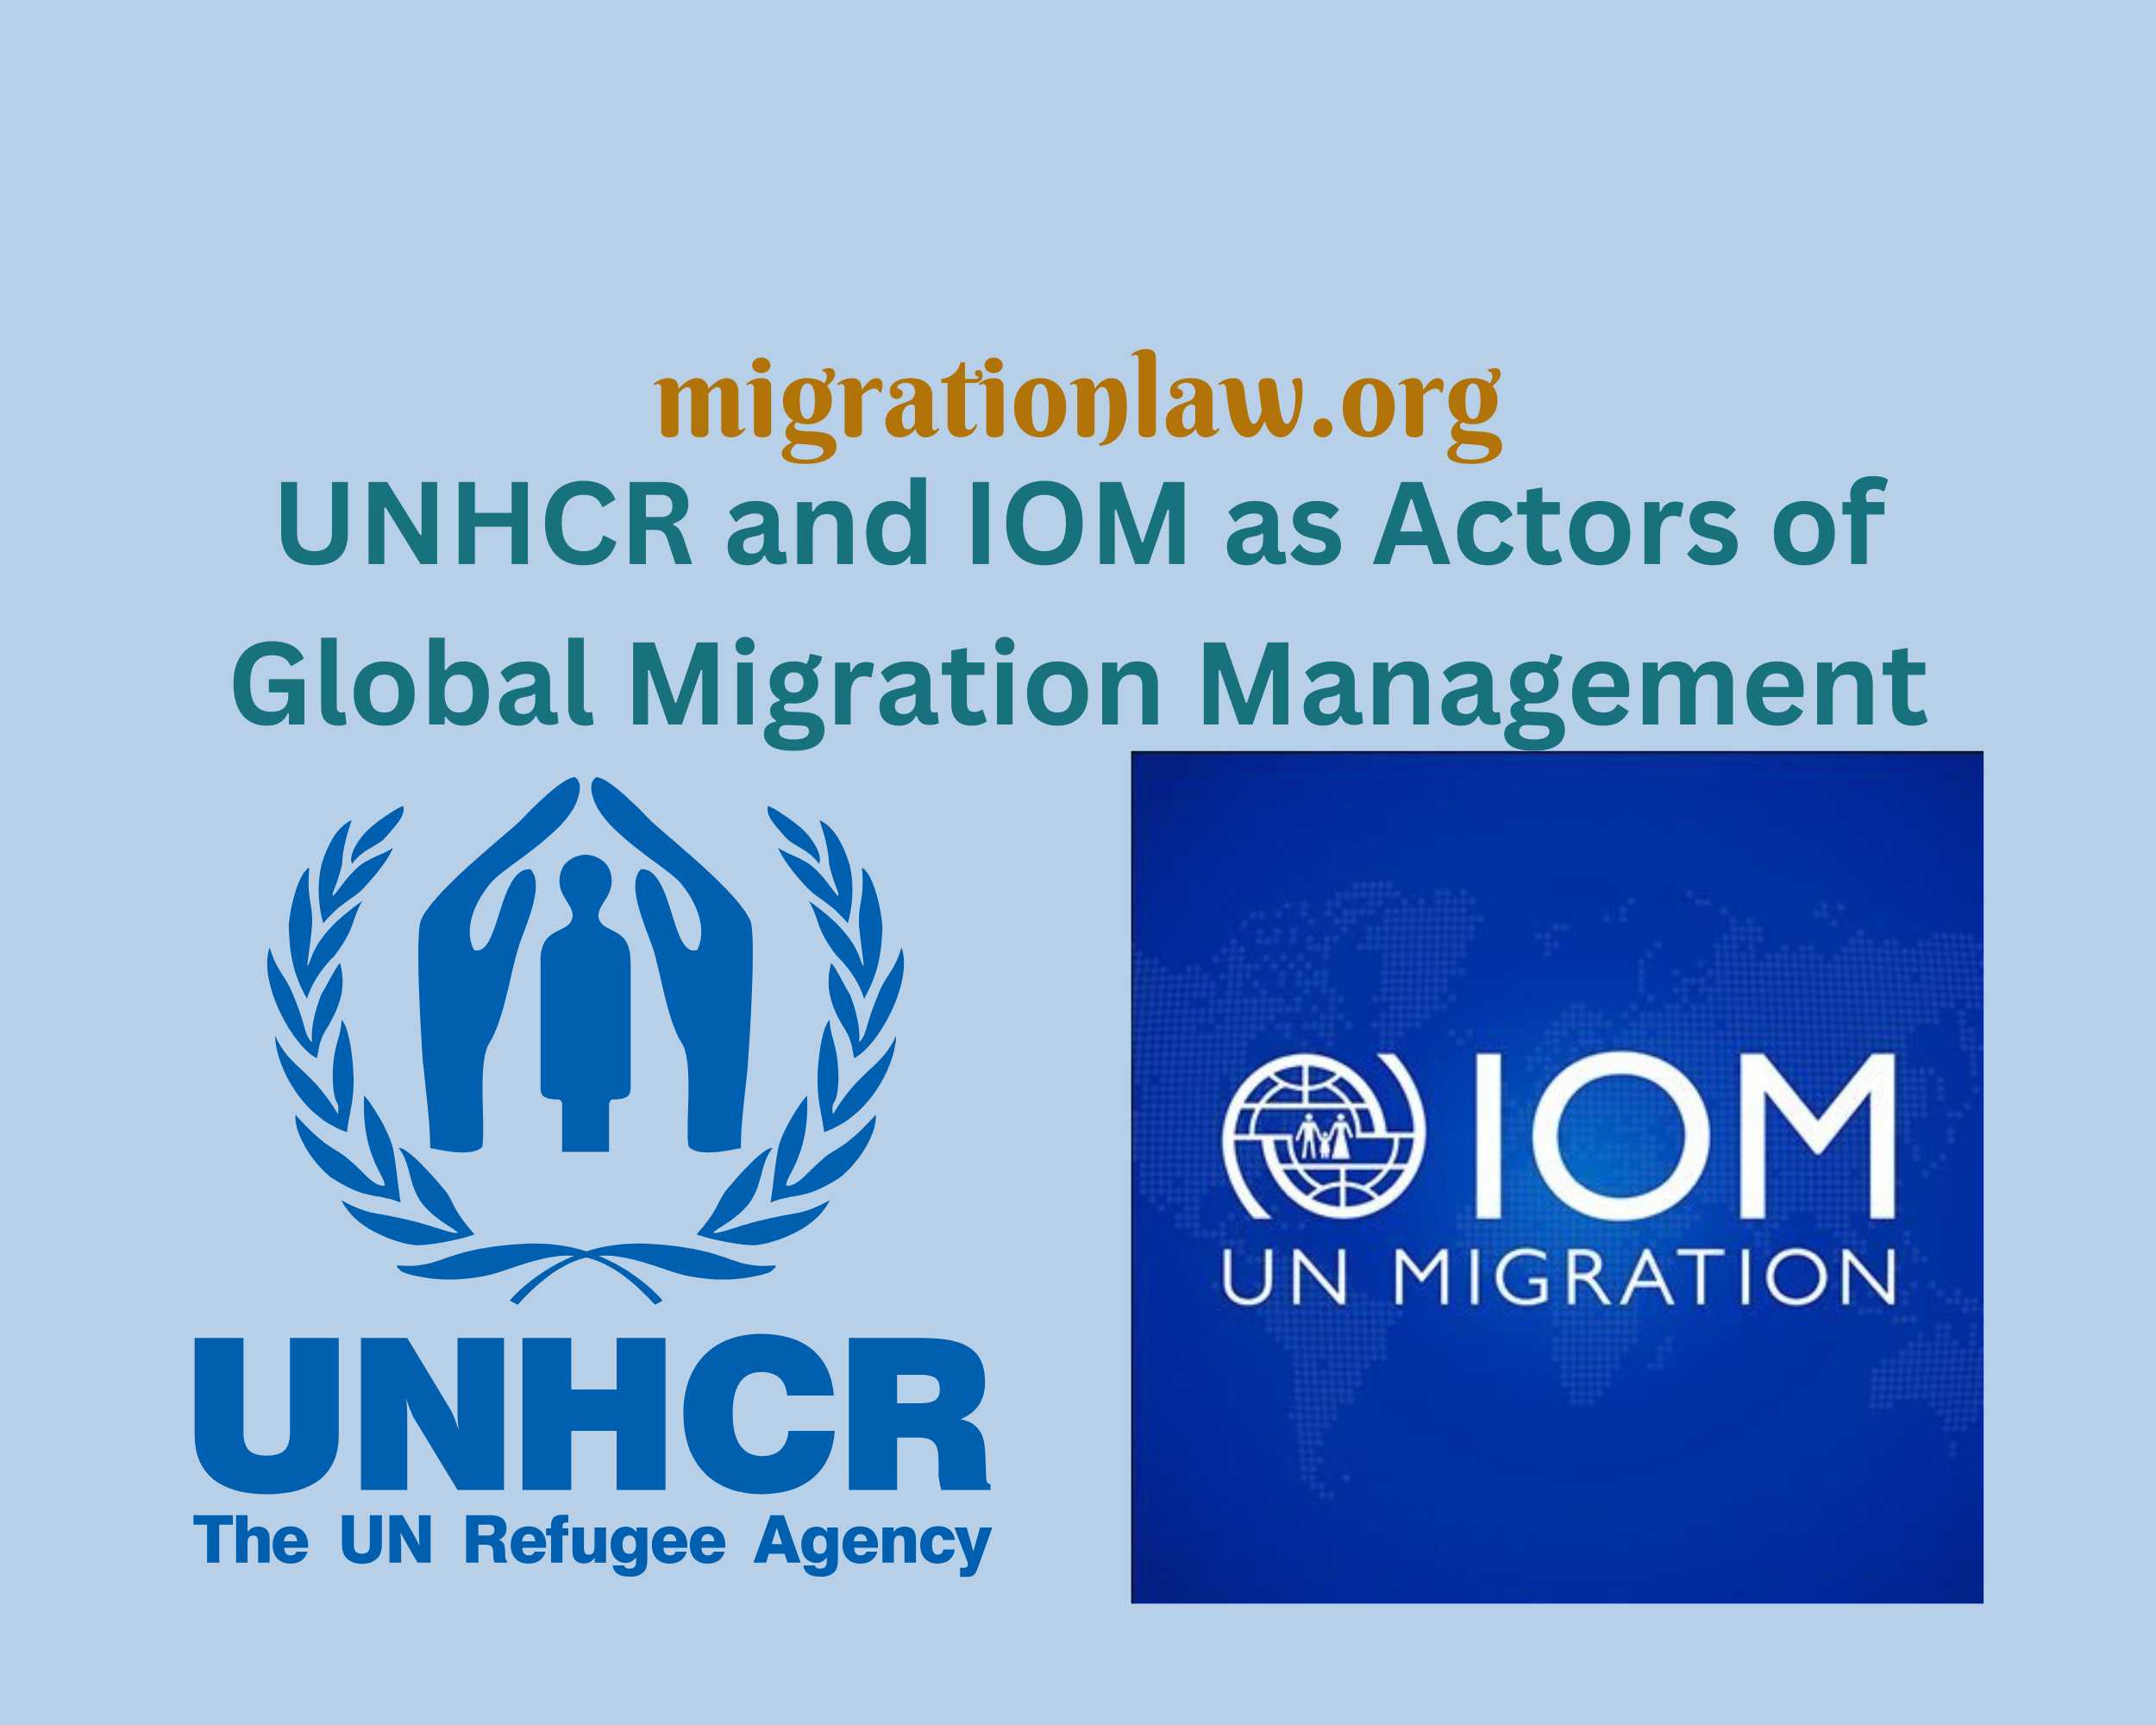 migrationlaw.org
UNHCR and IOM as Actors of
Global Migration Management
UNHCR
The UN Refugee Agency
IOM
UN MIGRATION